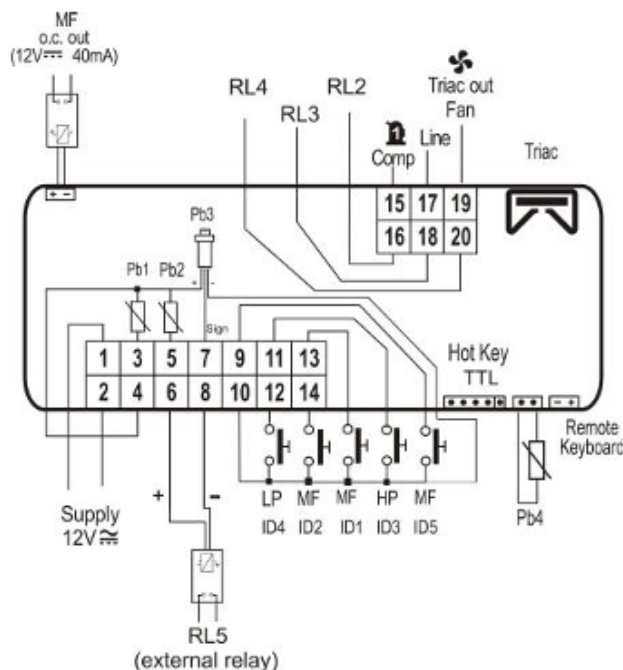 MF
o.c. out
(12V⎓ 40mA)
RL4
RL3
RL2
1
Comp
Line
Triac out
Fan
Triac
+ -
15 17 19
16 18 20
Pb3
+ -
Pb1
Pb2
Sign
1 3 5 7 9 11 13
2 4 6 8 10 12 14
Hot Key
TTL
- +
Remote
Keyboard
Pb4
LP MF MF HP MF
ID4 ID2 ID1 ID3 ID5
Supply
12V≂
+ -
+ -
RL5
(external relay)